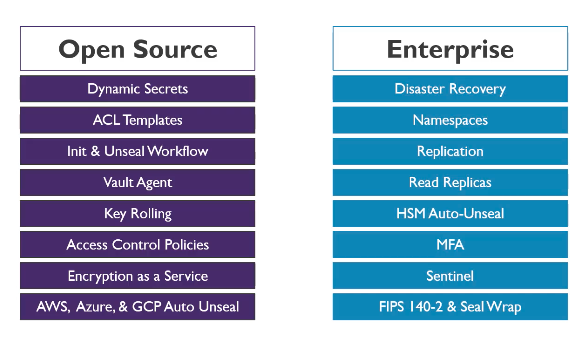 Open Source
Dynamic Secrets
ACL Templates
Init & Unseal Workflow
Vault Agent
Key Rolling
Access Control Policies
Encryption as a Service
AWS, Azure, & GCP Auto Unseal
Enterprise
Disaster Recovery
Namespaces
Replication
Read Replicas
HSM Auto-Unseal
MFA
Sentinel
FIPS 140-2 & Seal Wrap